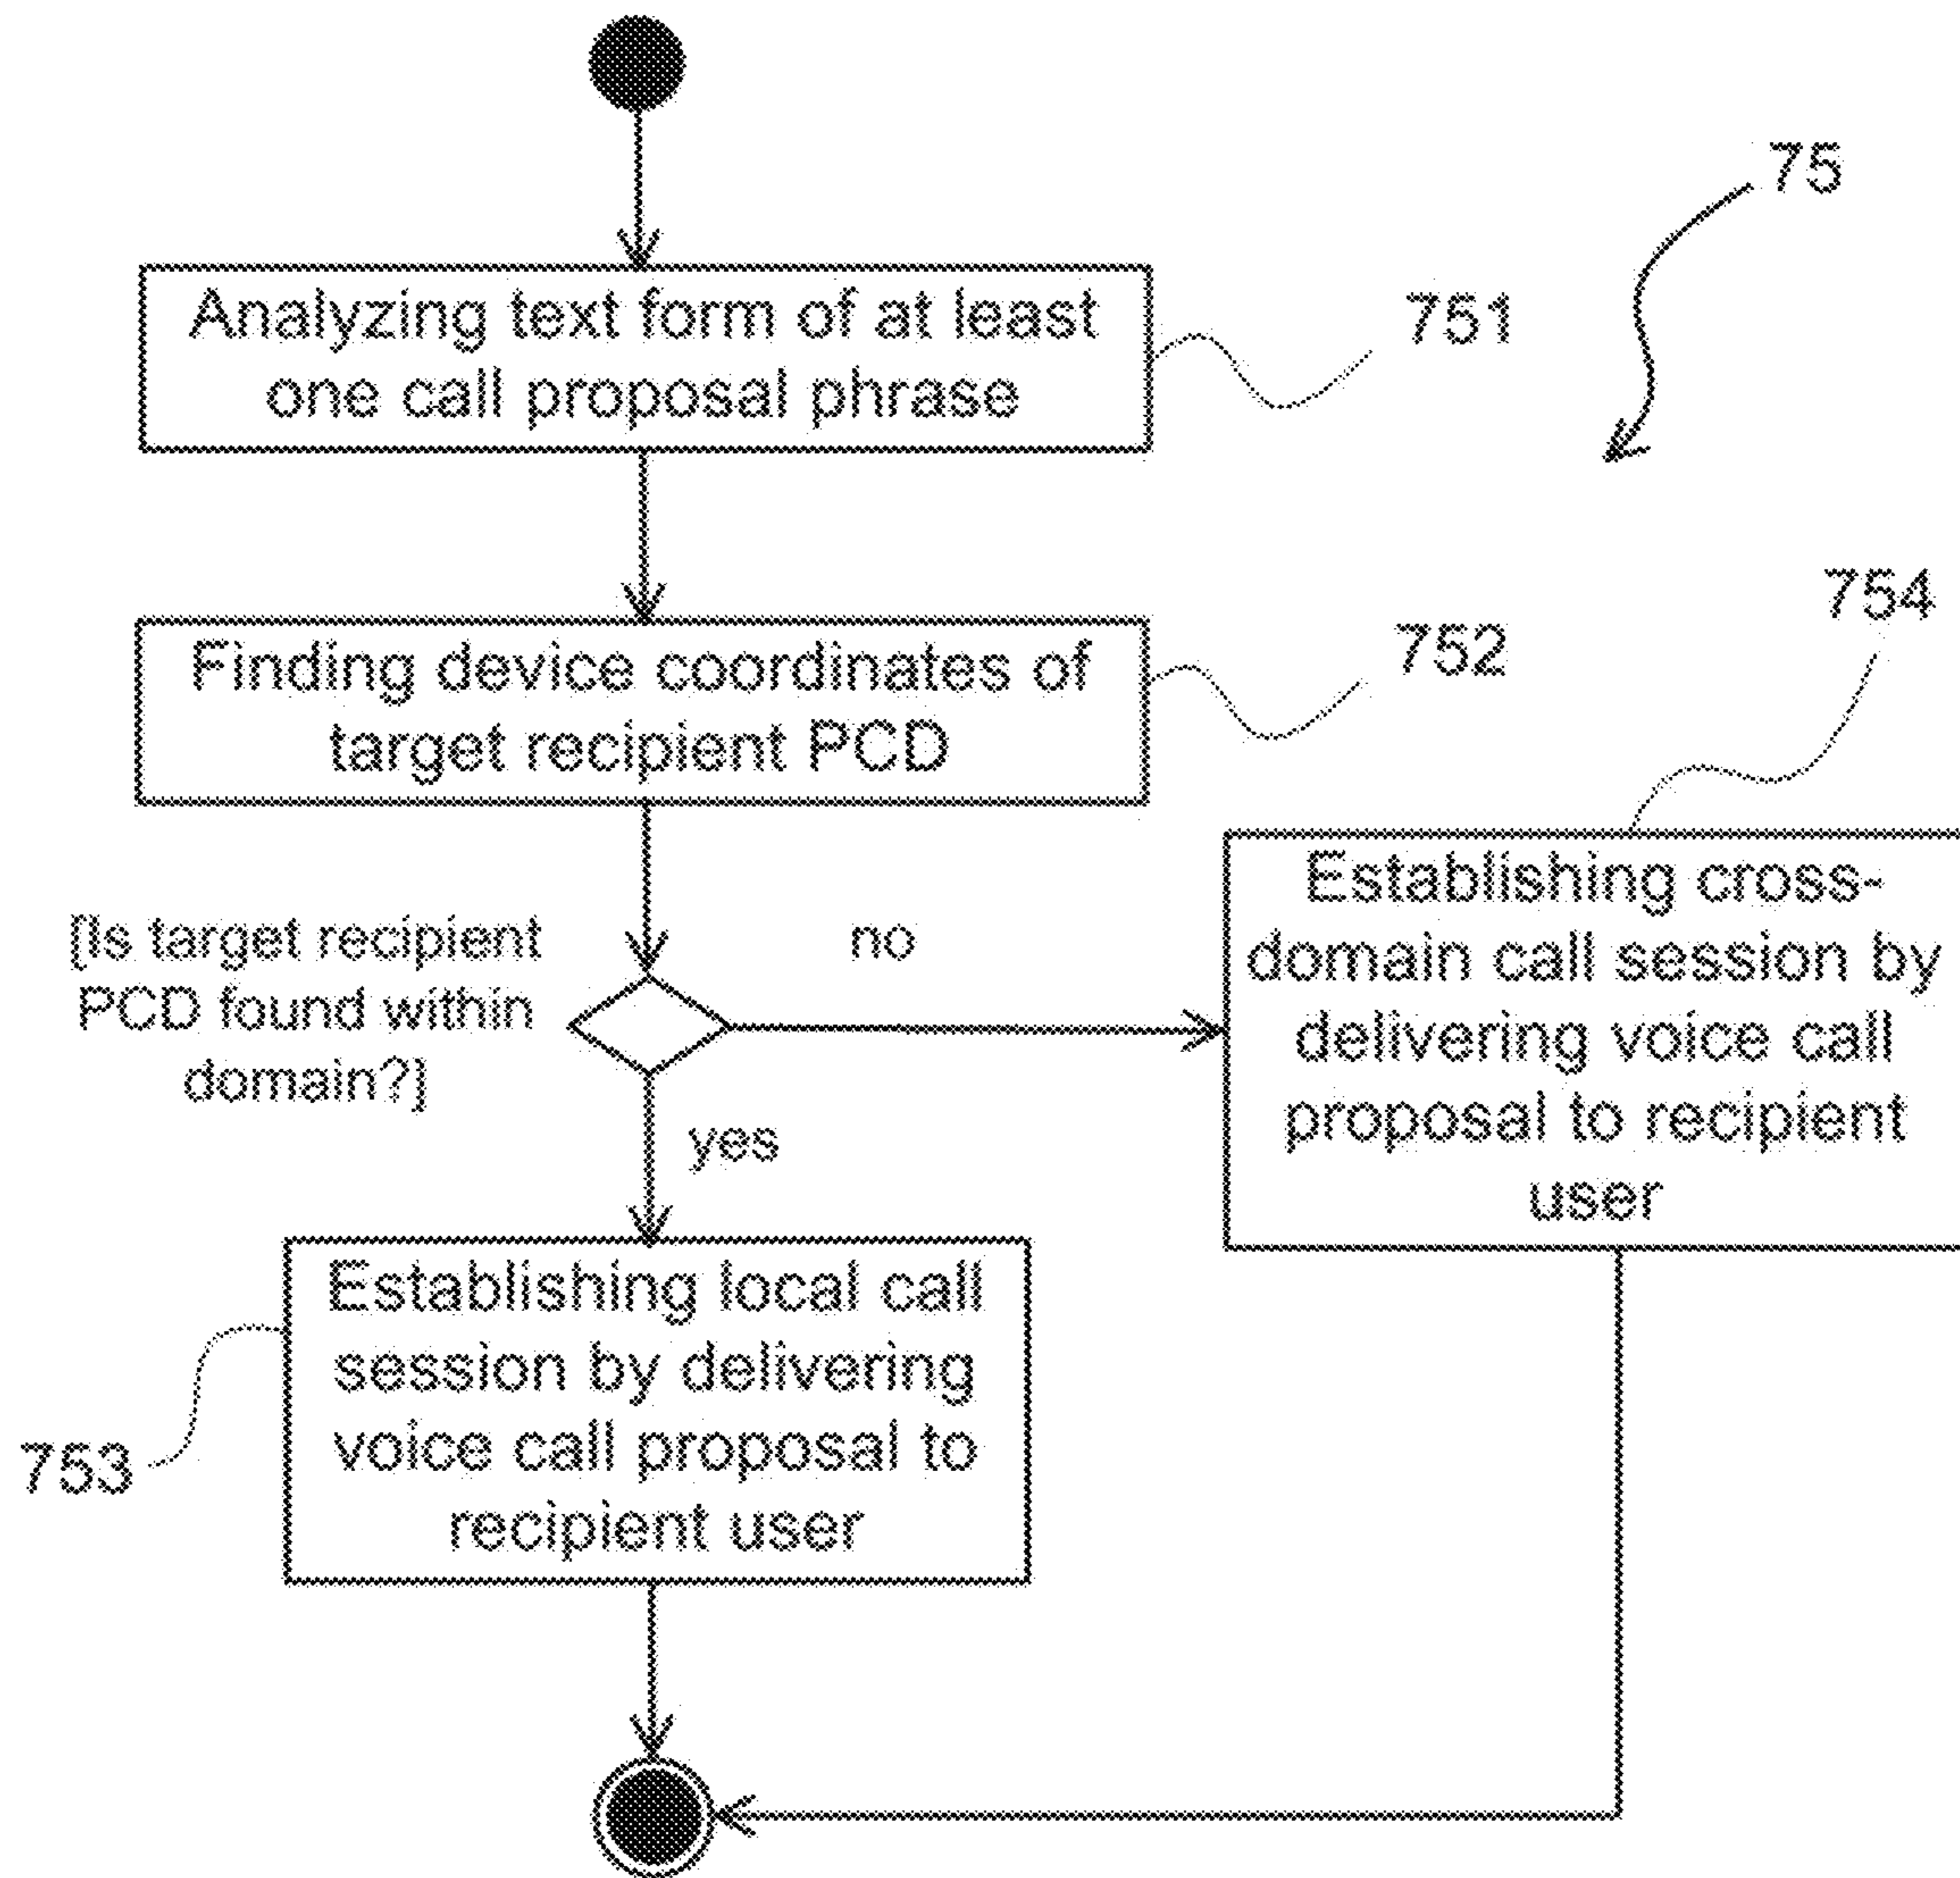 75
Analyzing text form of at least
one call proposal phrase
751
Finding device coordinates of
target recipient PCD
752
754
[Is target recipient
PCD found within
domain?]
no
yes
Establishing cross-
domain call session by
delivering voice call
proposal to recipient
user
Establishing local call
session by delivering
voice call proposal to
recipient user
753